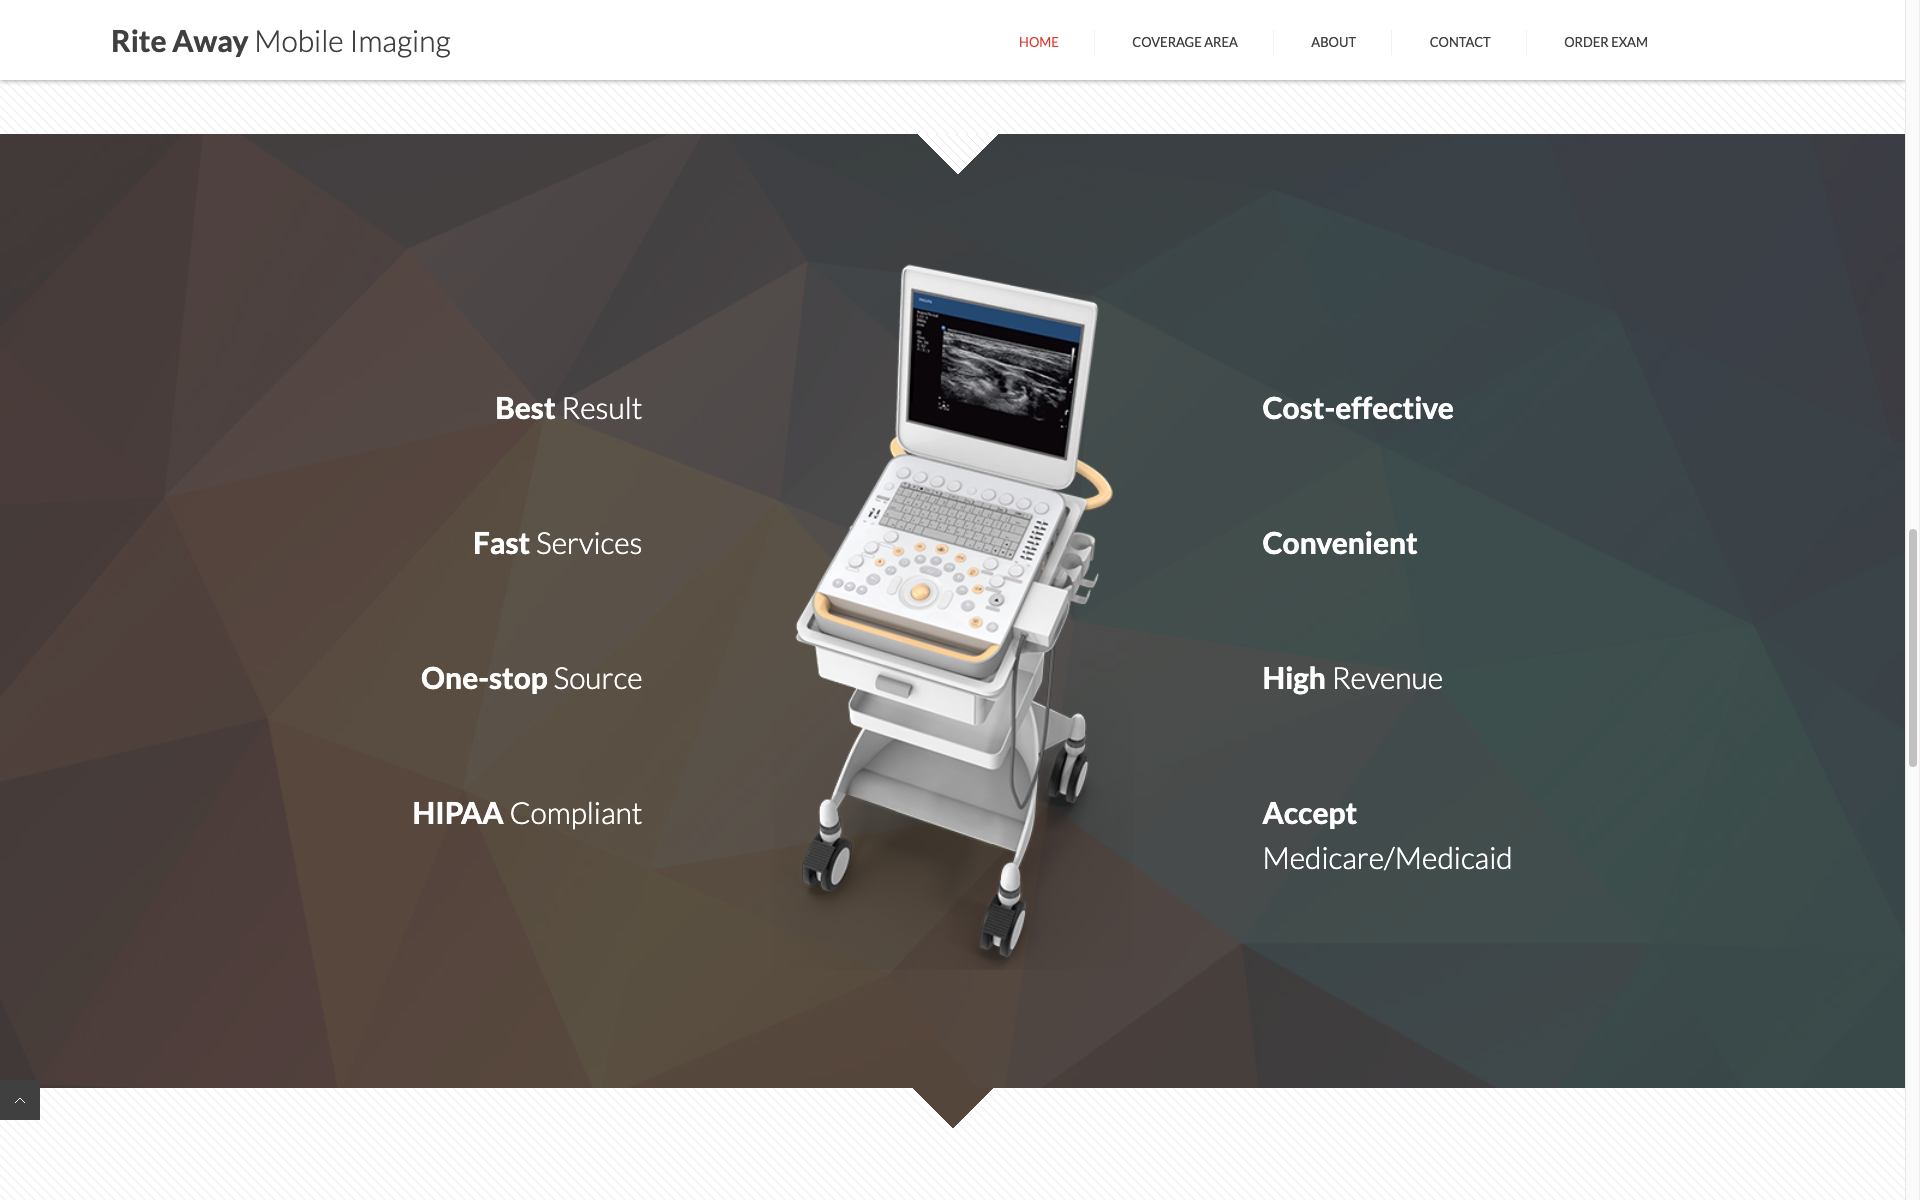 Rite Away Mobile Imaging
HOME
COVERAGE AREA
ABOUT
CONTACT
ORDER EXAM
Best Result
Fast Services
One-stop Source
HIPAA Compliant
Cost-effective
Convenient
High Revenue
Accept
Medicare/Medicaid